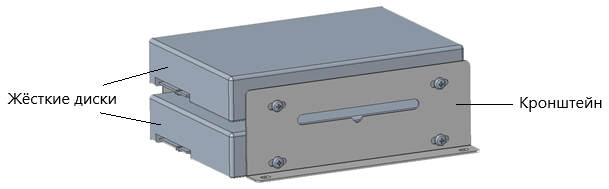 Жёсткие диски
Кронштейн